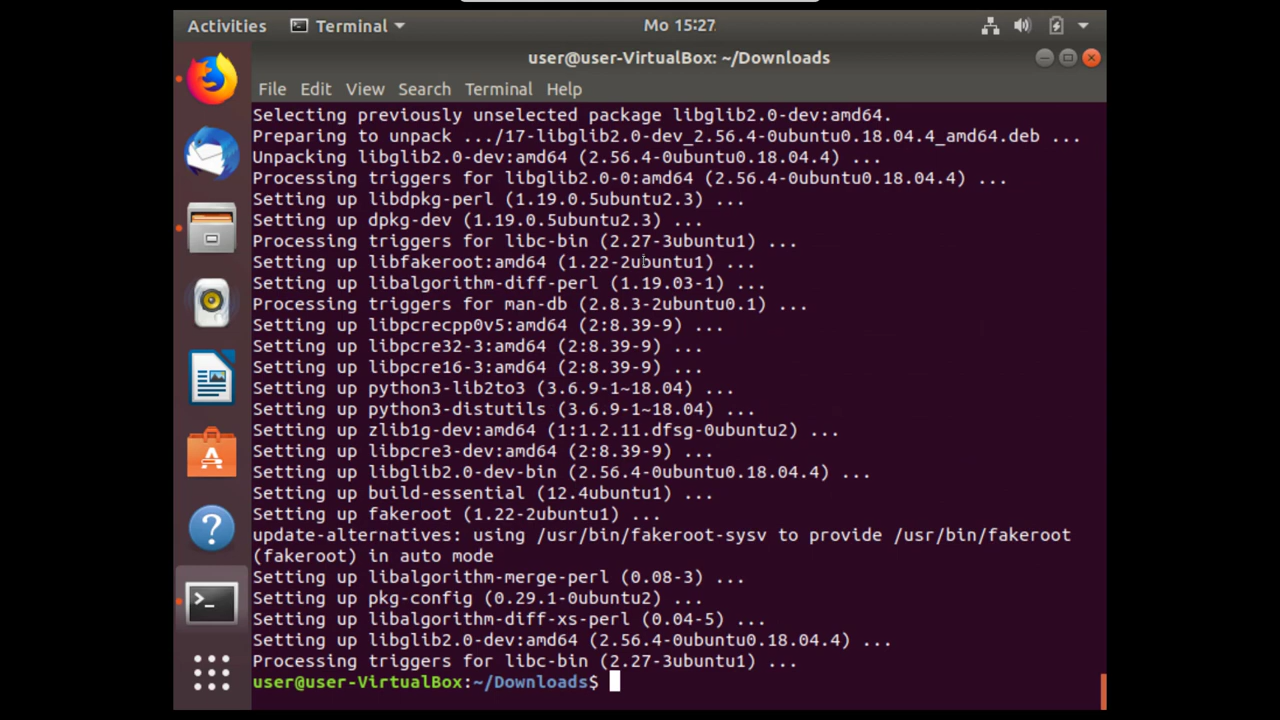 Activities Terminal Mo 15:27
user@user-VirtualBox: ~/Downloads
File Edit View Search Terminal Help
Selecting previously unselected package libglib2.0-dev:amd64.
Preparing to unpack .../17-libglib2.0-dev_2.56.4-0ubuntu0.18.04.4_amd64.deb ...
Unpacking libglib2.0-dev:amd64 (2.56.4-0ubuntu0.18.04.4) ...
Processing triggers for libglib2.0-0:amd64 (2.56.4-0ubuntu0.18.04.4) ...
Setting up libdpkg-perl (1.19.0.5ubuntu2.3) ...
Setting up dpkg-dev (1.19.0.5ubuntu2.3) ...
Processing triggers for libc-bin (2.27-3ubuntu1) ...
Setting up libfakeroot:amd64 (1.22-2ubuntu1) ...
Setting up libalgorithm-diff-perl (1.19.03-1) ...
Processing triggers for man-db (2.8.3-2ubuntu0.1) ...
Setting up libpcrecpp0v5:amd64 (2:8.39-9) ...
Setting up libpcre32-3:amd64 (2:8.39-9) ...
Setting up libpcre16-3:amd64 (2:8.39-9) ...
Setting up python3-lib2to3 (3.6.9-1~18.04) ...
Setting up python3-distutils (3.6.9-1~18.04) ...
Setting up zlib1g-dev:amd64 (1:1.2.11.dfsg-0ubuntu2) ...
Setting up libpcre3-dev:amd64 (2:8.39-9) ...
Setting up libglib2.0-dev-bin (2.56.4-0ubuntu0.18.04.4) ...
Setting up build-essential (12.4ubuntu1) ...
Setting up fakeroot (1.22-2ubuntu1) ...
update-alternatives: using /usr/bin/fakeroot-sysv to provide /usr/bin/fakeroot
(fakeroot) in auto mode
Setting up libalgorithm-merge-perl (0.08-3) ...
Setting up pkg-config (0.29.1-0ubuntu2) ...
Setting up libalgorithm-diff-xs-perl (0.04-5) ...
Setting up libglib2.0-dev:amd64 (2.56.4-0ubuntu0.18.04.4) ...
Processing triggers for libc-bin (2.27-3ubuntu1) ...
user@user-VirtualBox:~/Downloads$